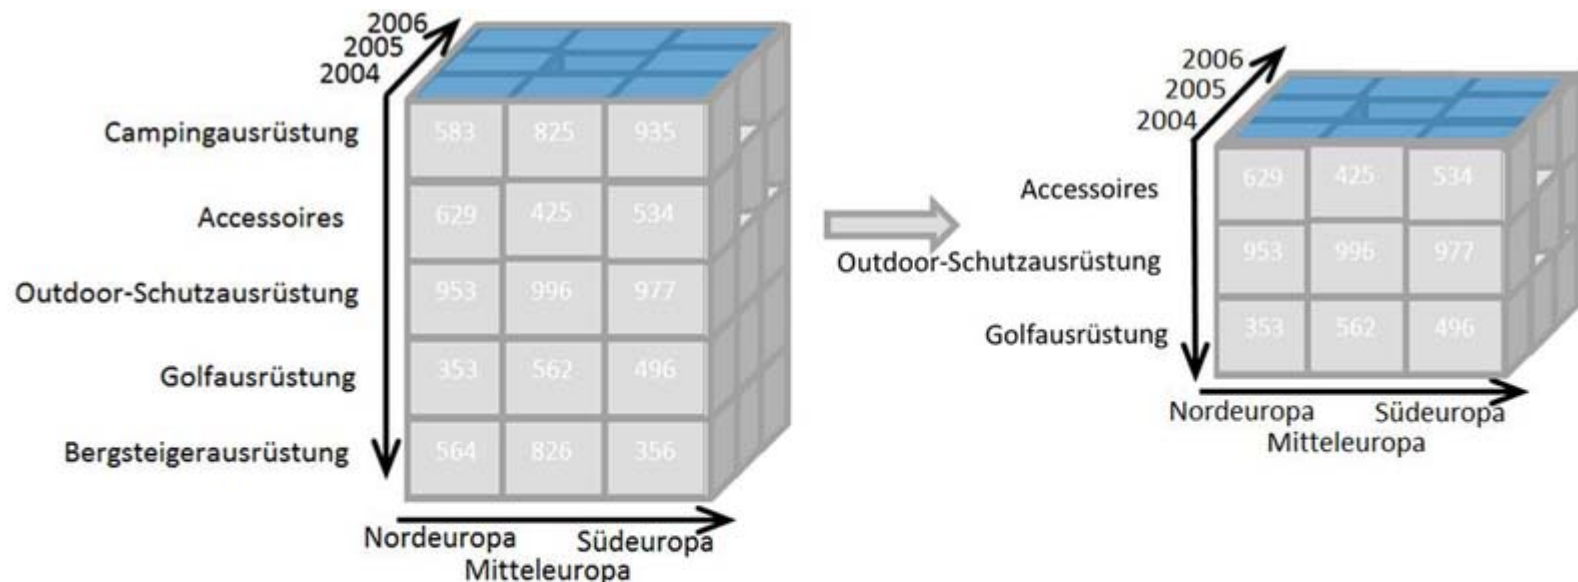 2006
2005
2004
Campingausrüstung
583 825 935
Accessoires
629 425 534
Outdoor-Schutzausrüstung
953 996 977
Golfausrüstung
353 562 496
Bergsteigerausrüstung
564 826 356
Nordeuropa
Mitteleuropa
Südeuropa
2006
2005
2004
Accessoires
629 425 534
Outdoor-Schutzausrüstung
953 996 977
Golfausrüstung
353 562 496
Nordeuropa
Mitteleuropa
Südeuropa